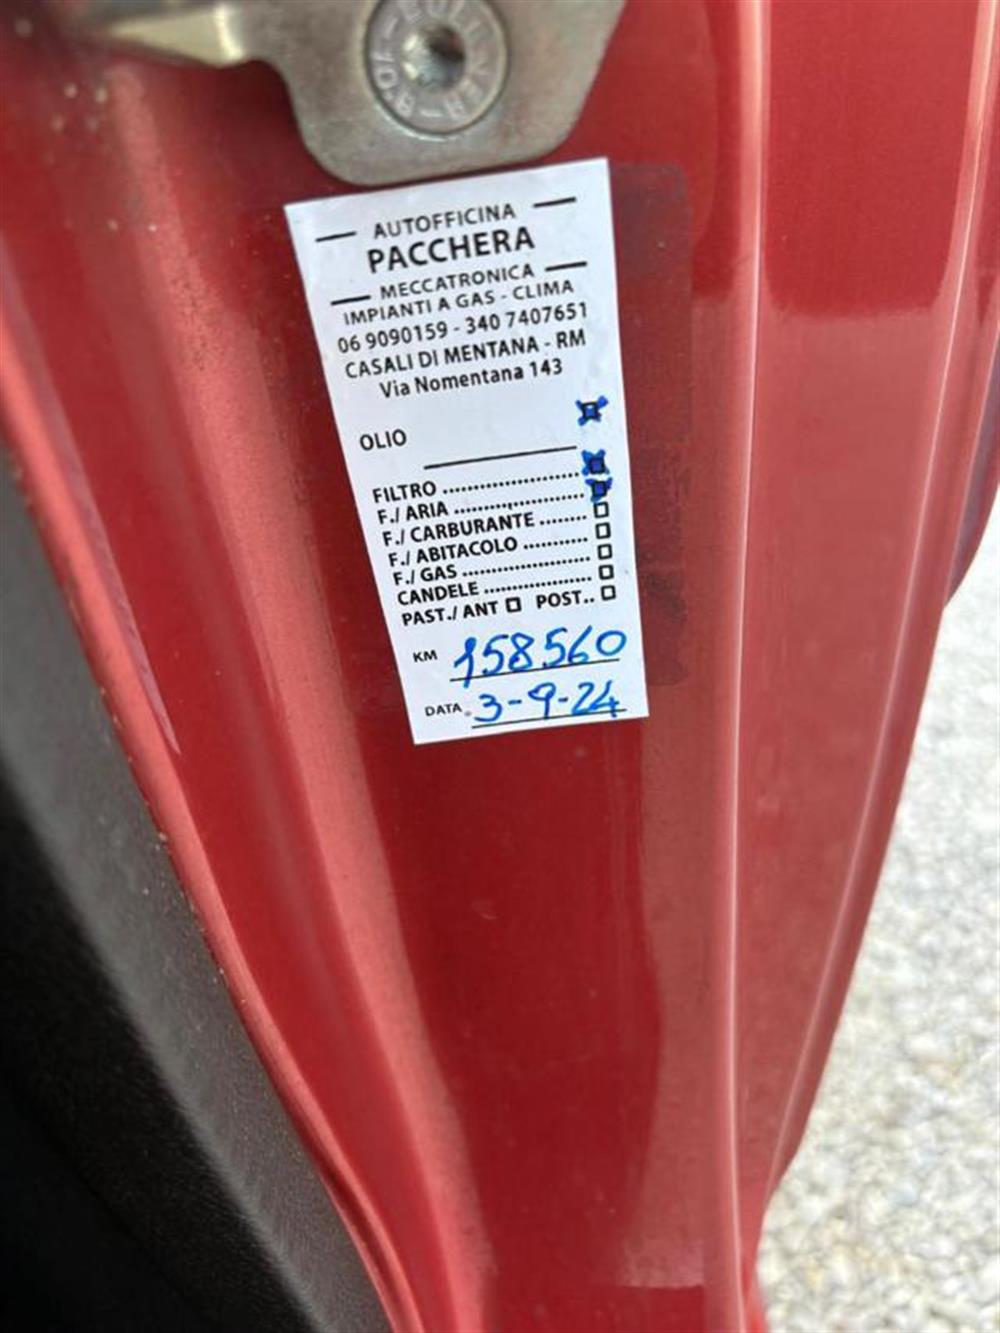 AUTOFFICINA
PACCHERA
MECCATRONICA
IMPIANTI A GAS - CLIMA
06 9090159 - 340 7407651
CASALI DI MENTANA - RM
Via Nomentana 143
OLIO
FILTRO
F./ARIA
F./CARBURANTE
F./ABITACOLO
F./GAS
CANDELE
PAST./ANT POST..
KM 158560
DATA 3-9-24